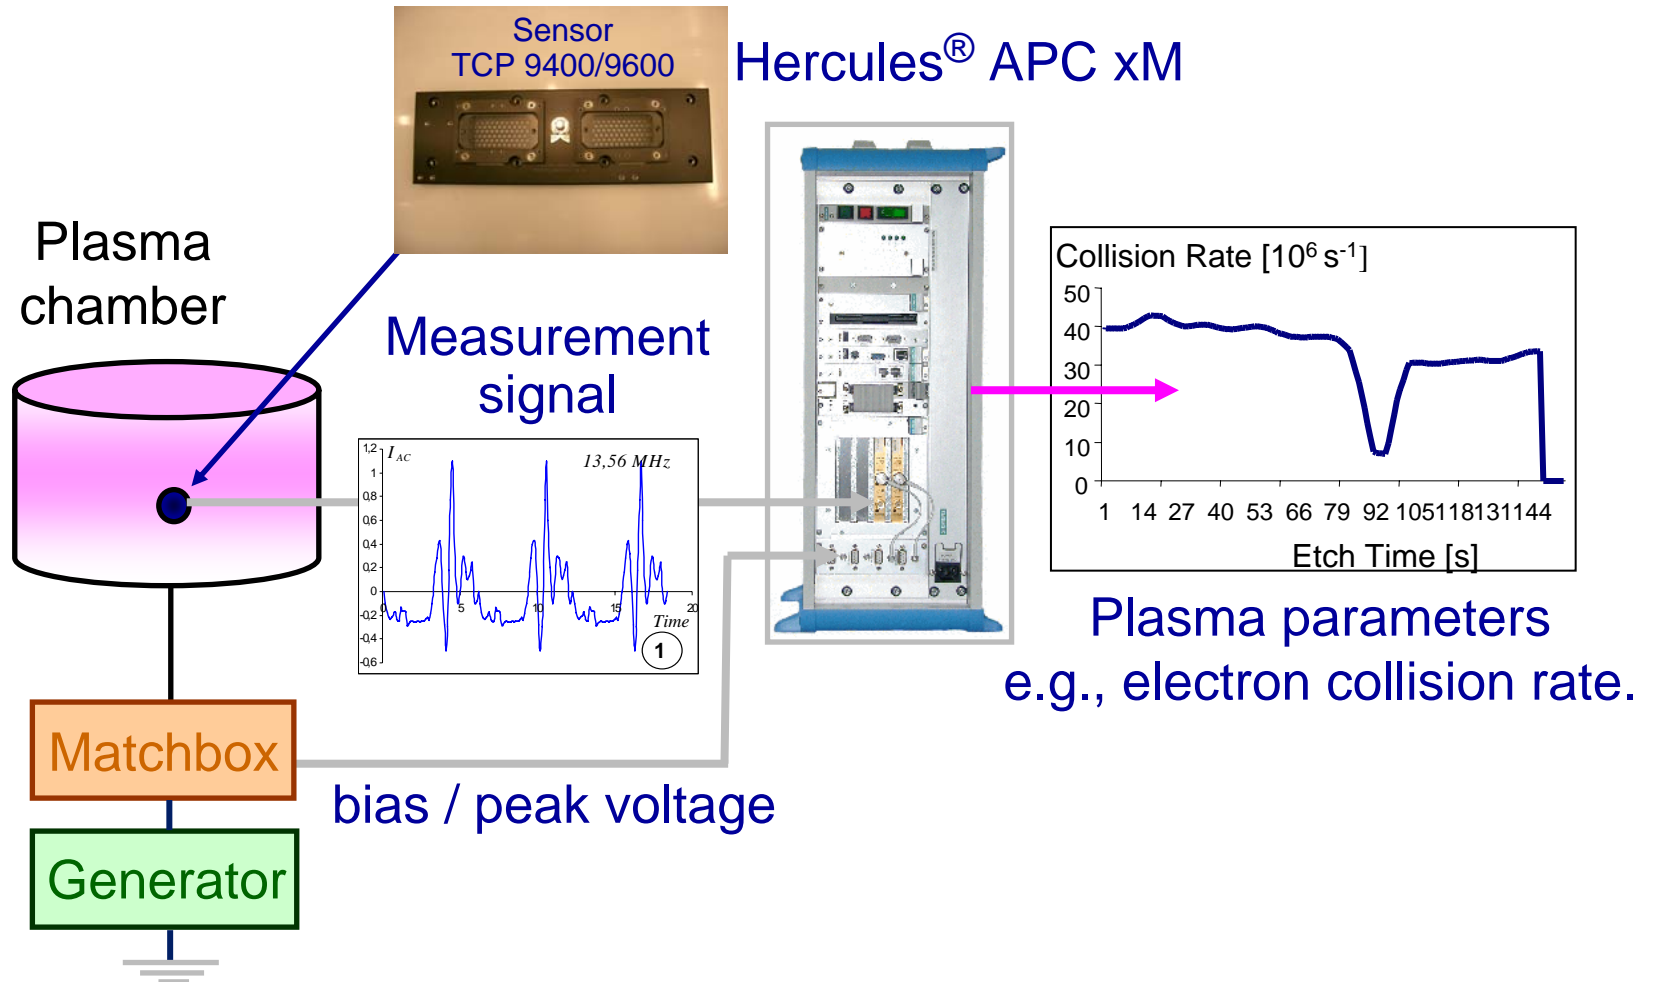 Sensor
TCP 9400/9600
Hercules® APC xM
Plasma
chamber
Measurement
signal
1,2
1
0,8
0,6
0,4
0,2
0
-0,2
-0,4
-0,6
I AC
13,56 MHz
5 10 15 20
Time
1
Collision Rate [10⁶ s⁻¹]
50
40
30
20
10
0
1 14 27 40 53 66 79 92 105 118 131 144
Etch Time [s]
Plasma parameters
e.g., electron collision rate.
Matchbox
bias / peak voltage
Generator